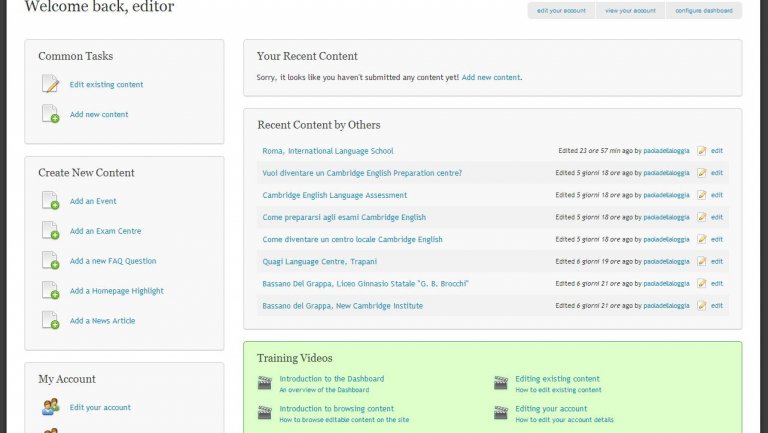 Welcome back, editor
edit your account
view your account
configure dashboard
Common Tasks
Edit existing content
Add new content
Create New Content
Add an Event
Add an Exam Centre
Add a new FAQ Question
Add a Homepage Highlight
Add a News Article
My Account
Edit your account
Your Recent Content
Sorry, it looks like you haven't submitted any content yet! Add new content.
Recent Content by Others
Roma, International Language School Edited 23 ore 57 min ago by paoladellaloggia edit
Vuoi diventare un Cambridge English Preparation centre? Edited 5 giorni 18 ore ago by paoladellaloggia edit
Cambridge English Language Assessment Edited 5 giorni 18 ore ago by paoladellaloggia edit
Come prepararsi agli esami Cambridge English Edited 5 giorni 18 ore ago by paoladellaloggia edit
Come diventare un centro locale Cambridge English Edited 5 giorni 18 ore ago by paoladellaloggia edit
Quagi Language Centre, Trapani Edited 6 giorni 19 ore ago by paoladellaloggia edit
Bassano Del Grappa, Liceo Ginnasio Statale "G. B. Brocchi" Edited 6 giorni 21 ore ago by paoladellaloggia edit
Bassano Del Grappa, New Cambridge Institute Edited 6 giorni 21 ore ago by paoladellaloggia edit
Training Videos
Introduction to the Dashboard
An overview of the Dashboard
Editing existing content
How to edit existing content
Introduction to browsing content
How to browse editable content on the site
Editing your account
How to edit your account details